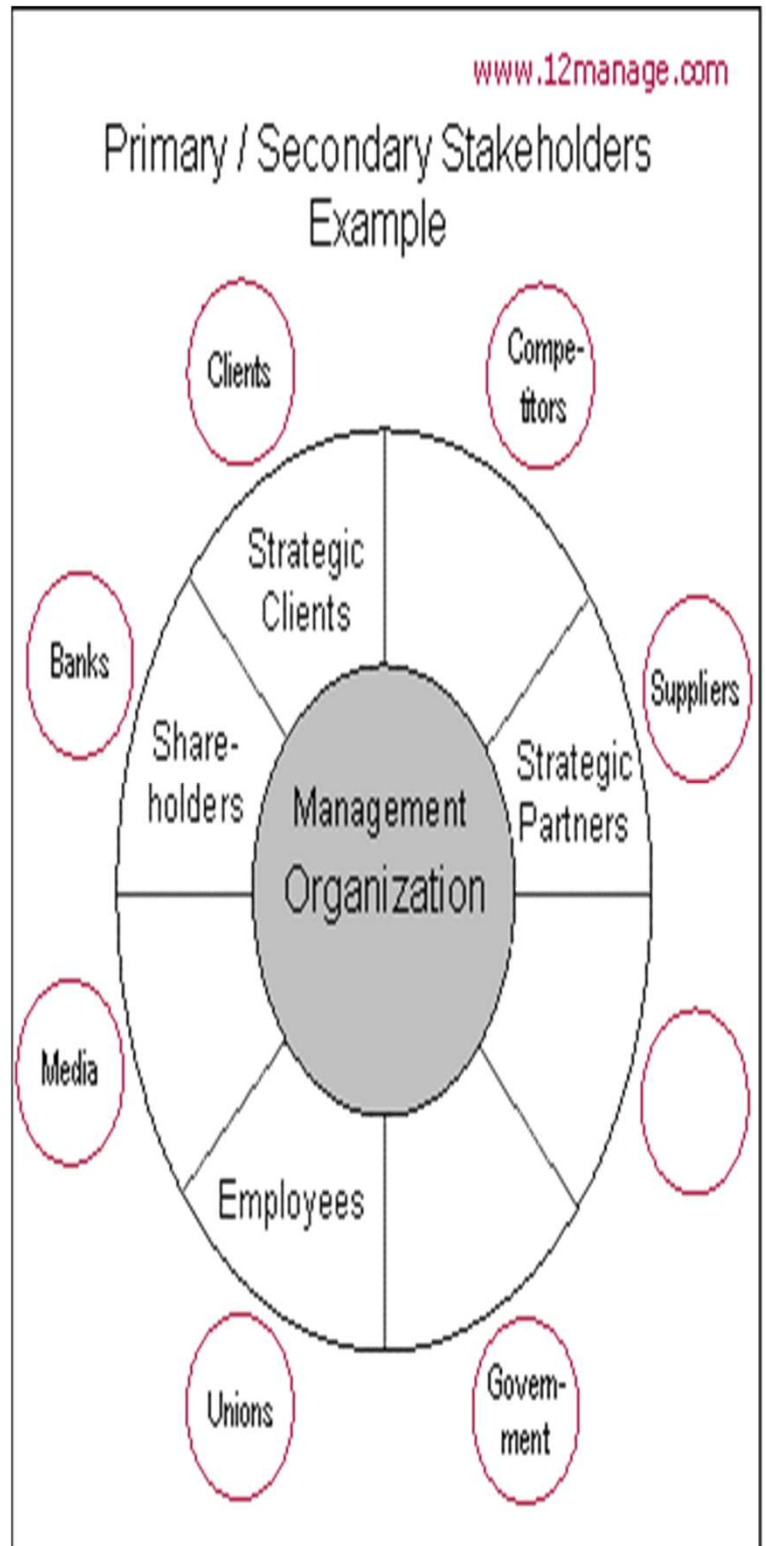 www.12manage.com
Primary / Secondary Stakeholders
Example
Clients
Compe-
titors
Strategic
Clients
Banks
Suppliers
Share-
holders
Strategic
Partners
Management
Organization
Media
Employees
Unions
Govern-
ment